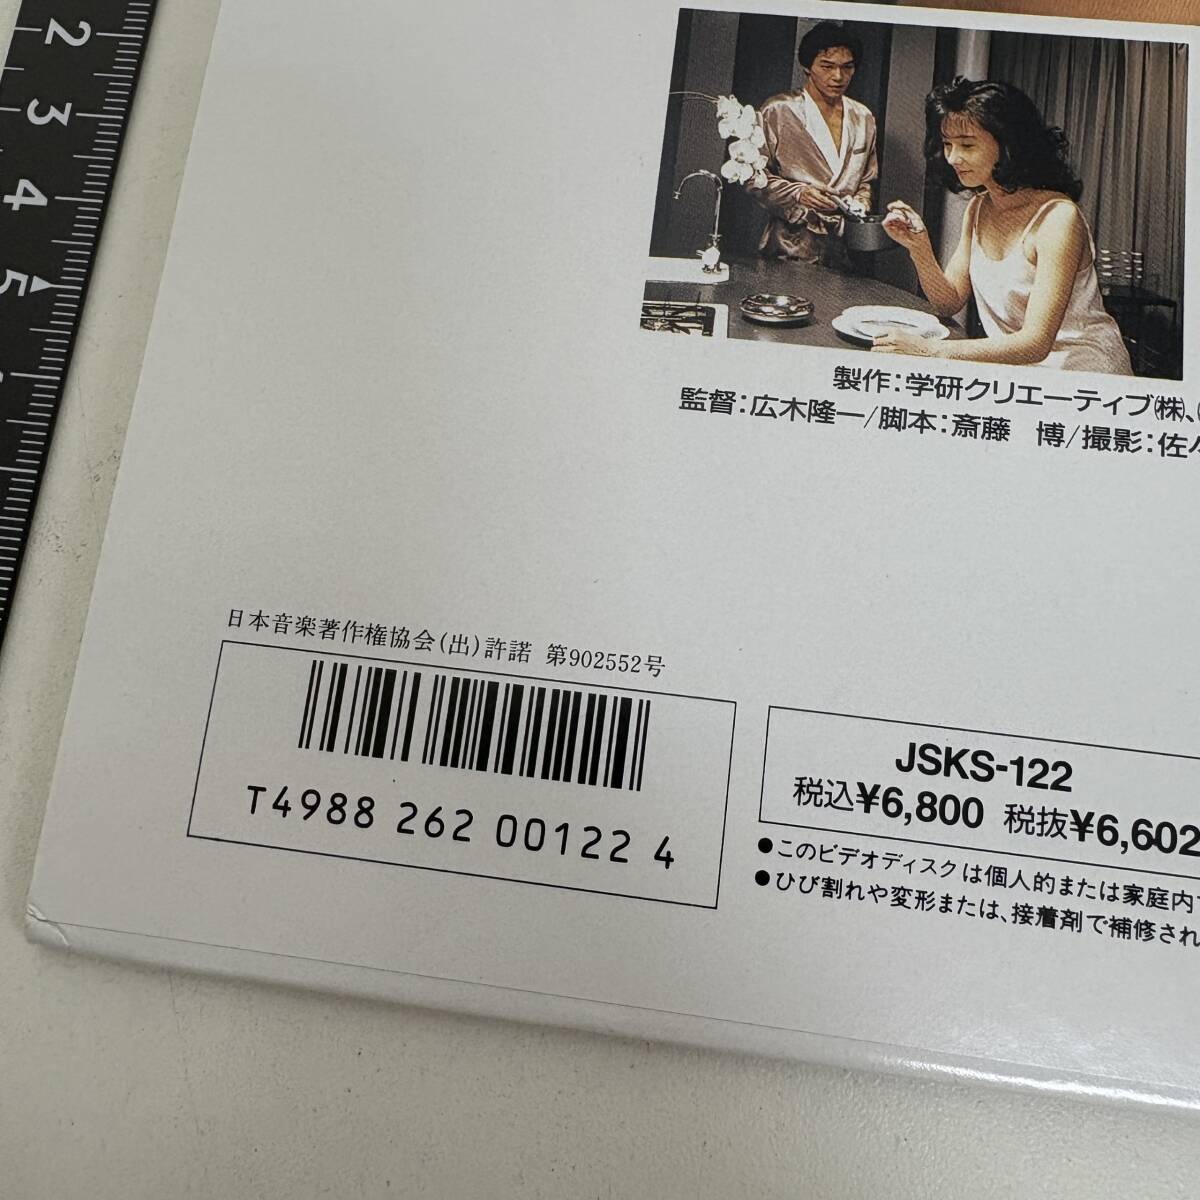 2
3
4
5
製作：学研クリエーティブ㈱、
監督：広木隆一/脚本：斎藤　博/撮影：佐々
日本音楽著作権協会(出)許諾 第902552号
T4988 262 00122 4
JSKS-122
税込¥6,800 税抜¥6,602
●このビデオディスクは個人的または家庭内で
●ひび割れや変形または、接着剤で補修され